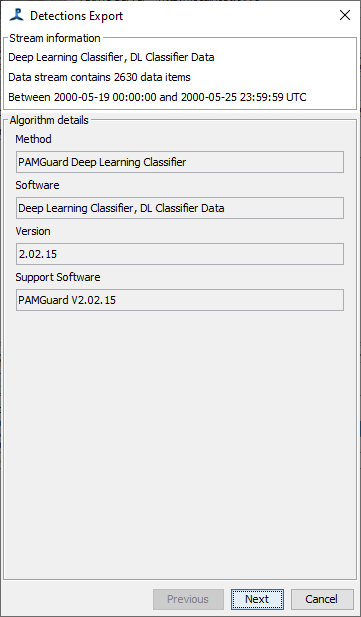 Detections Export
Stream information
Deep Learning Classifier, DL Classifier Data
Data stream contains 2630 data items
Between 2000-05-19 00:00:00 and 2000-05-25 23:59:59 UTC
Algorithm details
Method
PAMGuard Deep Learning Classifier
Software
Deep Learning Classifier, DL Classifier Data
Version
2.02.15
Support Software
PAMGuard V2.02.15
Previous Next Cancel